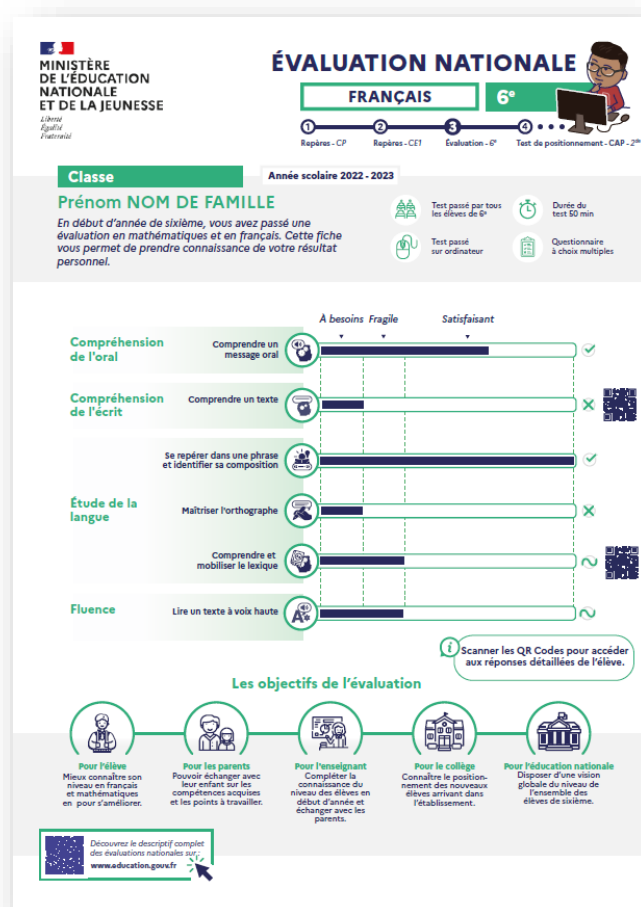 MINISTÈRE
DE L'ÉDUCATION
NATIONALE
ET DE LA JEUNESSE
Liberté
Égalité
Fraternité
ÉVALUATION NATIONALE
FRANÇAIS
6e
1
2
3
4
Repères - CP
Repères - CE1
Évaluation - 6e
Test de positionnement - CAP - 2de
Classe
Année scolaire 2022 - 2023
Prénom NOM DE FAMILLE
En début d'année de sixième, vous avez passé une
évaluation en mathématiques et en français. Cette fiche
vous permet de prendre connaissance de votre résultat
personnel.
Test passé par tous
les élèves de 6e
Durée du
test 50 min
Test passé
sur ordinateur
Questionnaire
à choix multiples
À besoins
Fragile
Satisfaisant
Compréhension
de l'oral
Comprendre un
message oral
Compréhension
de l'écrit
Comprendre un texte
Étude de la
langue
Se repérer dans une phrase
et identifier sa composition
Maîtriser l'orthographe
Comprendre et
mobiliser le lexique
Fluence
Lire un texte à voix haute
i
Scanner les QR Codes pour accéder
aux réponses détaillées de l'élève.
Les objectifs de l'évaluation
Pour l'élève
Mieux connaître son
niveau en français
et mathématiques
en pour s'améliorer.
Pour les parents
Pouvoir échanger avec
leur enfant sur les
compétences acquises
et les points à travailler.
Pour l'enseignant
Compléter la
connaissance du
niveau des élèves en
début d'année et
échanger avec les
parents.
Pour le collège
Connaître le position-
nement des nouveaux
élèves arrivant dans
l'établissement.
Pour l'éducation nationale
Disposer d'une vision
globale du niveau de
l'ensemble des
élèves de sixième.
Découvrez le descriptif complet
des évaluations nationales sur :
www.education.gouv.fr